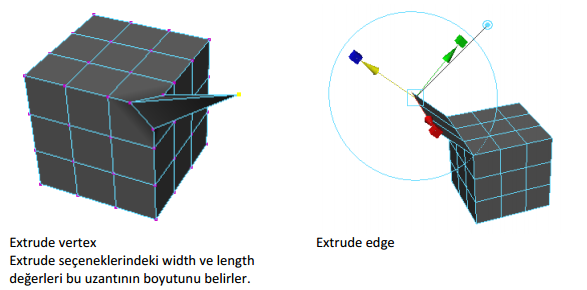 Extrude vertex
Extrude seçeneklerindeki width ve length
değerleri bu uzantının boyutunu belirler.
Extrude edge